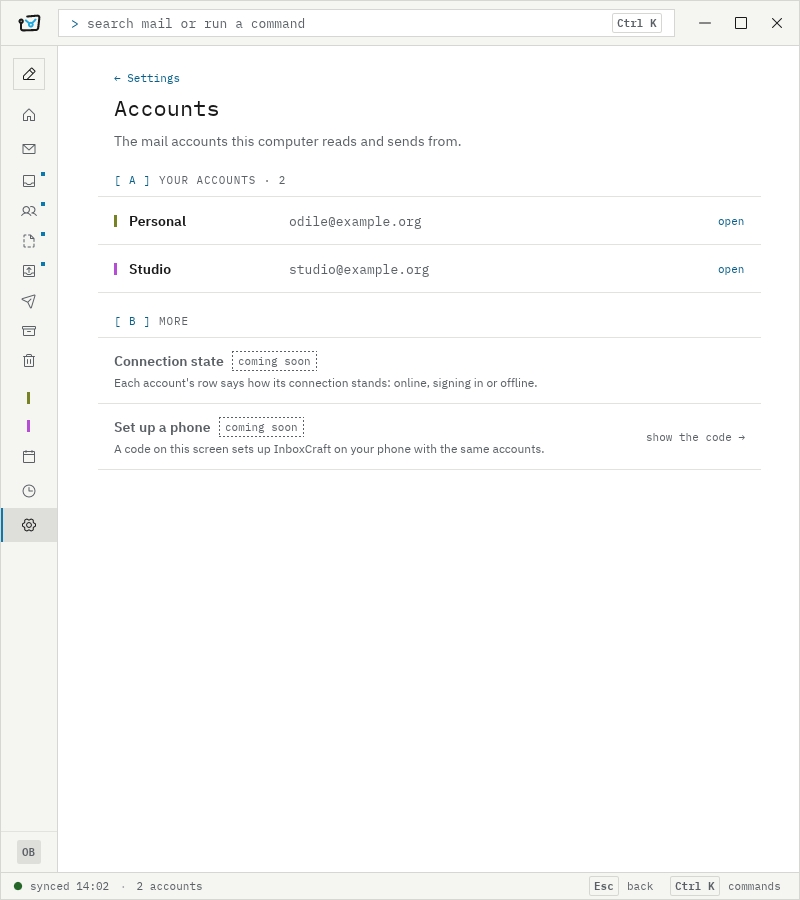 > search mail or run a command Ctrl K
← Settings
Accounts
The mail accounts this computer reads and sends from.
[ A ] YOUR ACCOUNTS · 2
Personal odile@example.org open
Studio studio@example.org open
[ B ] MORE
Connection state coming soon
Each account's row says how its connection stands: online, signing in or offline.
Set up a phone coming soon
A code on this screen sets up InboxCraft on your phone with the same accounts.
show the code →
OB
synced 14:02 · 2 accounts Esc back Ctrl K commands